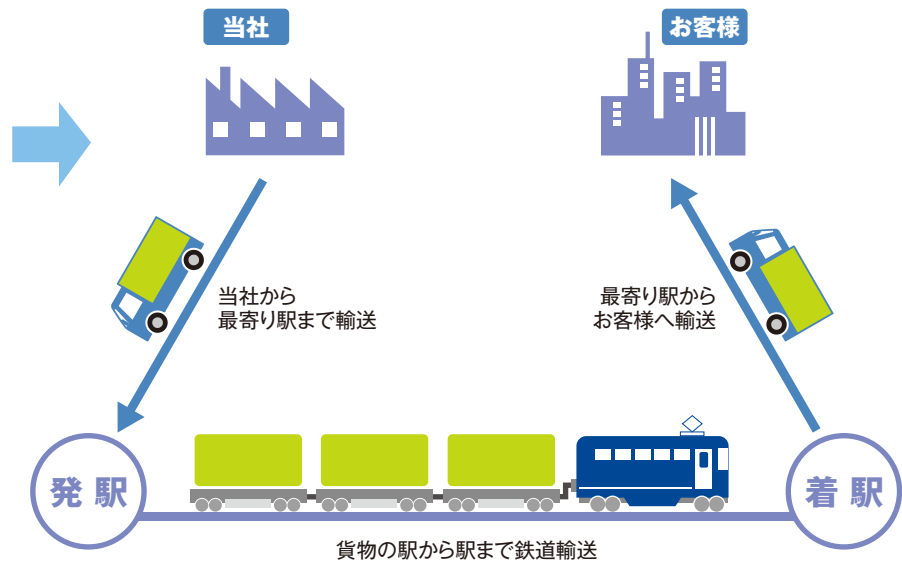 当社
お客様
当社から
最寄り駅まで輸送
最寄り駅から
お客様へ輸送
発駅
着駅
貨物の駅から駅まで鉄道輸送